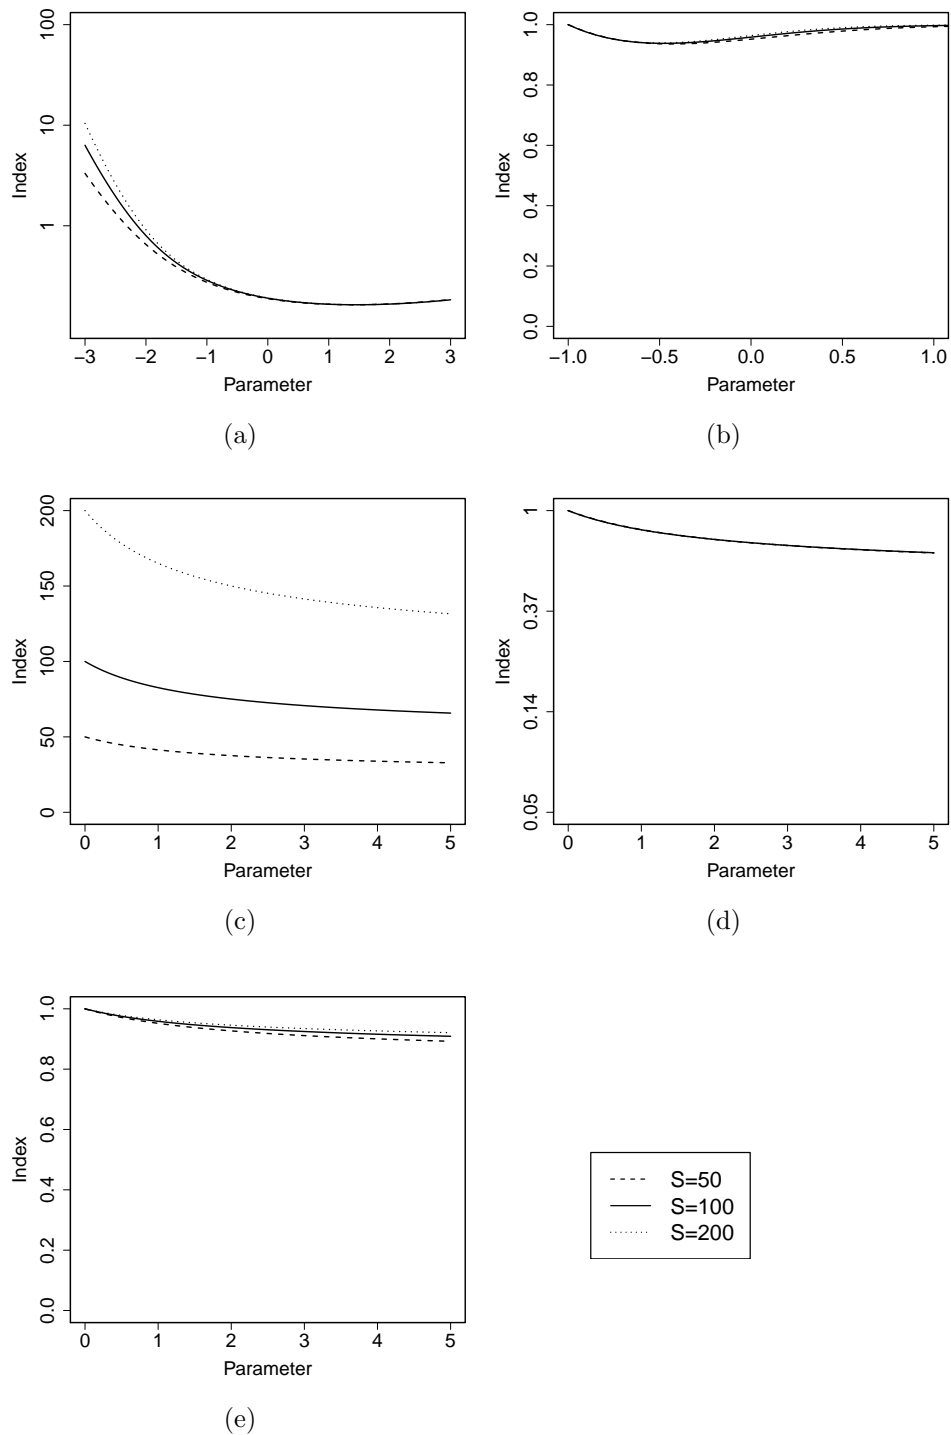 100
10
1
Index
−3 −2 −1 0 1 2 3
Parameter
(a)
1.0
0.8
0.6
0.4
0.2
0.0
Index
−1.0 −0.5 0.0 0.5 1.0
Parameter
(b)
200
150
100
50
0
Index
0 1 2 3 4 5
Parameter
(c)
1
0.37
0.14
0.05
Index
0 1 2 3 4 5
Parameter
(d)
1.0
0.8
0.6
0.4
0.2
0.0
Index
0 1 2 3 4 5
Parameter
(e)
S=50
S=100
S=200